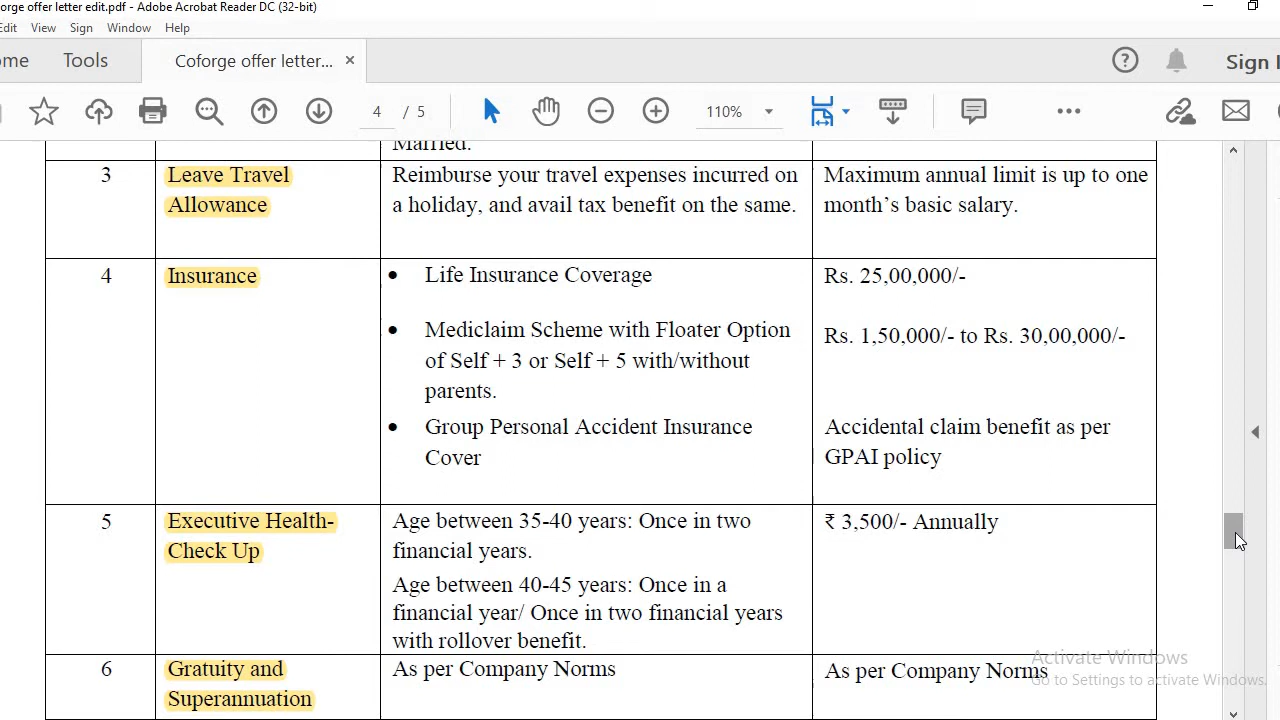 orge offer letter edit.pdf - Adobe Acrobat Reader DC (32-bit)
Edit View Sign Window Help
ome Tools Coforge offer letter... × Sign I
4 / 5 110%
Married.
3 Leave Travel Allowance Reimburse your travel expenses incurred on a holiday, and avail tax benefit on the same. Maximum annual limit is up to one month's basic salary.
4 Insurance
• Life Insurance Coverage Rs. 25,00,000/-
• Mediclaim Scheme with Floater Option of Self + 3 or Self + 5 with/without parents. Rs. 1,50,000/- to Rs. 30,00,000/-
• Group Personal Accident Insurance Cover Accidental claim benefit as per GPAI policy
5 Executive Health-Check Up Age between 35-40 years: Once in two financial years. ₹ 3,500/- Annually
Age between 40-45 years: Once in a financial year/ Once in two financial years with rollover benefit.
6 Gratuity and Superannuation As per Company Norms As per Company Norms
Activate Windows
Go to Settings to activate Windows.